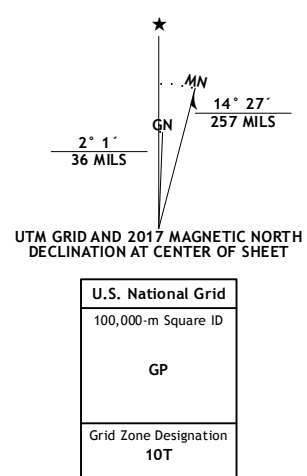 ★
MN
GN
14° 27´
257 MILS
2° 1´
36 MILS
UTM GRID AND 2017 MAGNETIC NORTH
DECLINATION AT CENTER OF SHEET
U.S. National Grid
100,000-m Square ID
GP
Grid Zone Designation
10T